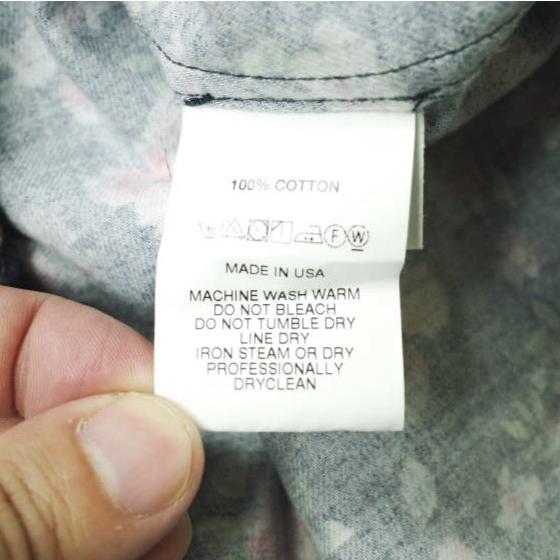 100% COTTON
F W
MADE IN USA
MACHINE WASH WARM
DO NOT BLEACH
DO NOT TUMBLE DRY
LINE DRY
IRON STEAM OR DRY
PROFESSIONALLY
DRYCLEAN